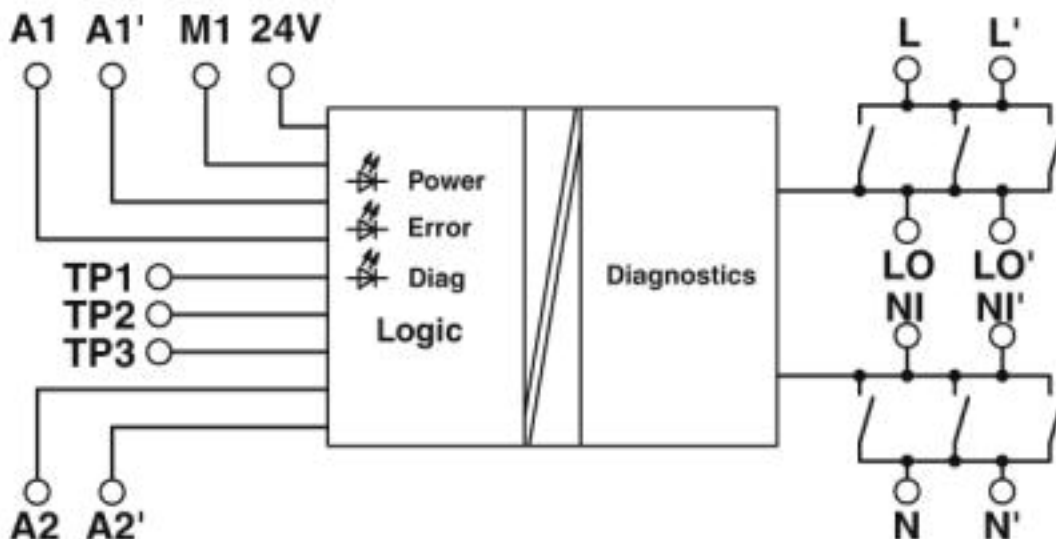 A1 A1' M1 24V
L L'
Power
Error
Diag
Logic
TP1
TP2
TP3
Diagnostics
LO LO'
NI NI'
A2 A2'
N N'